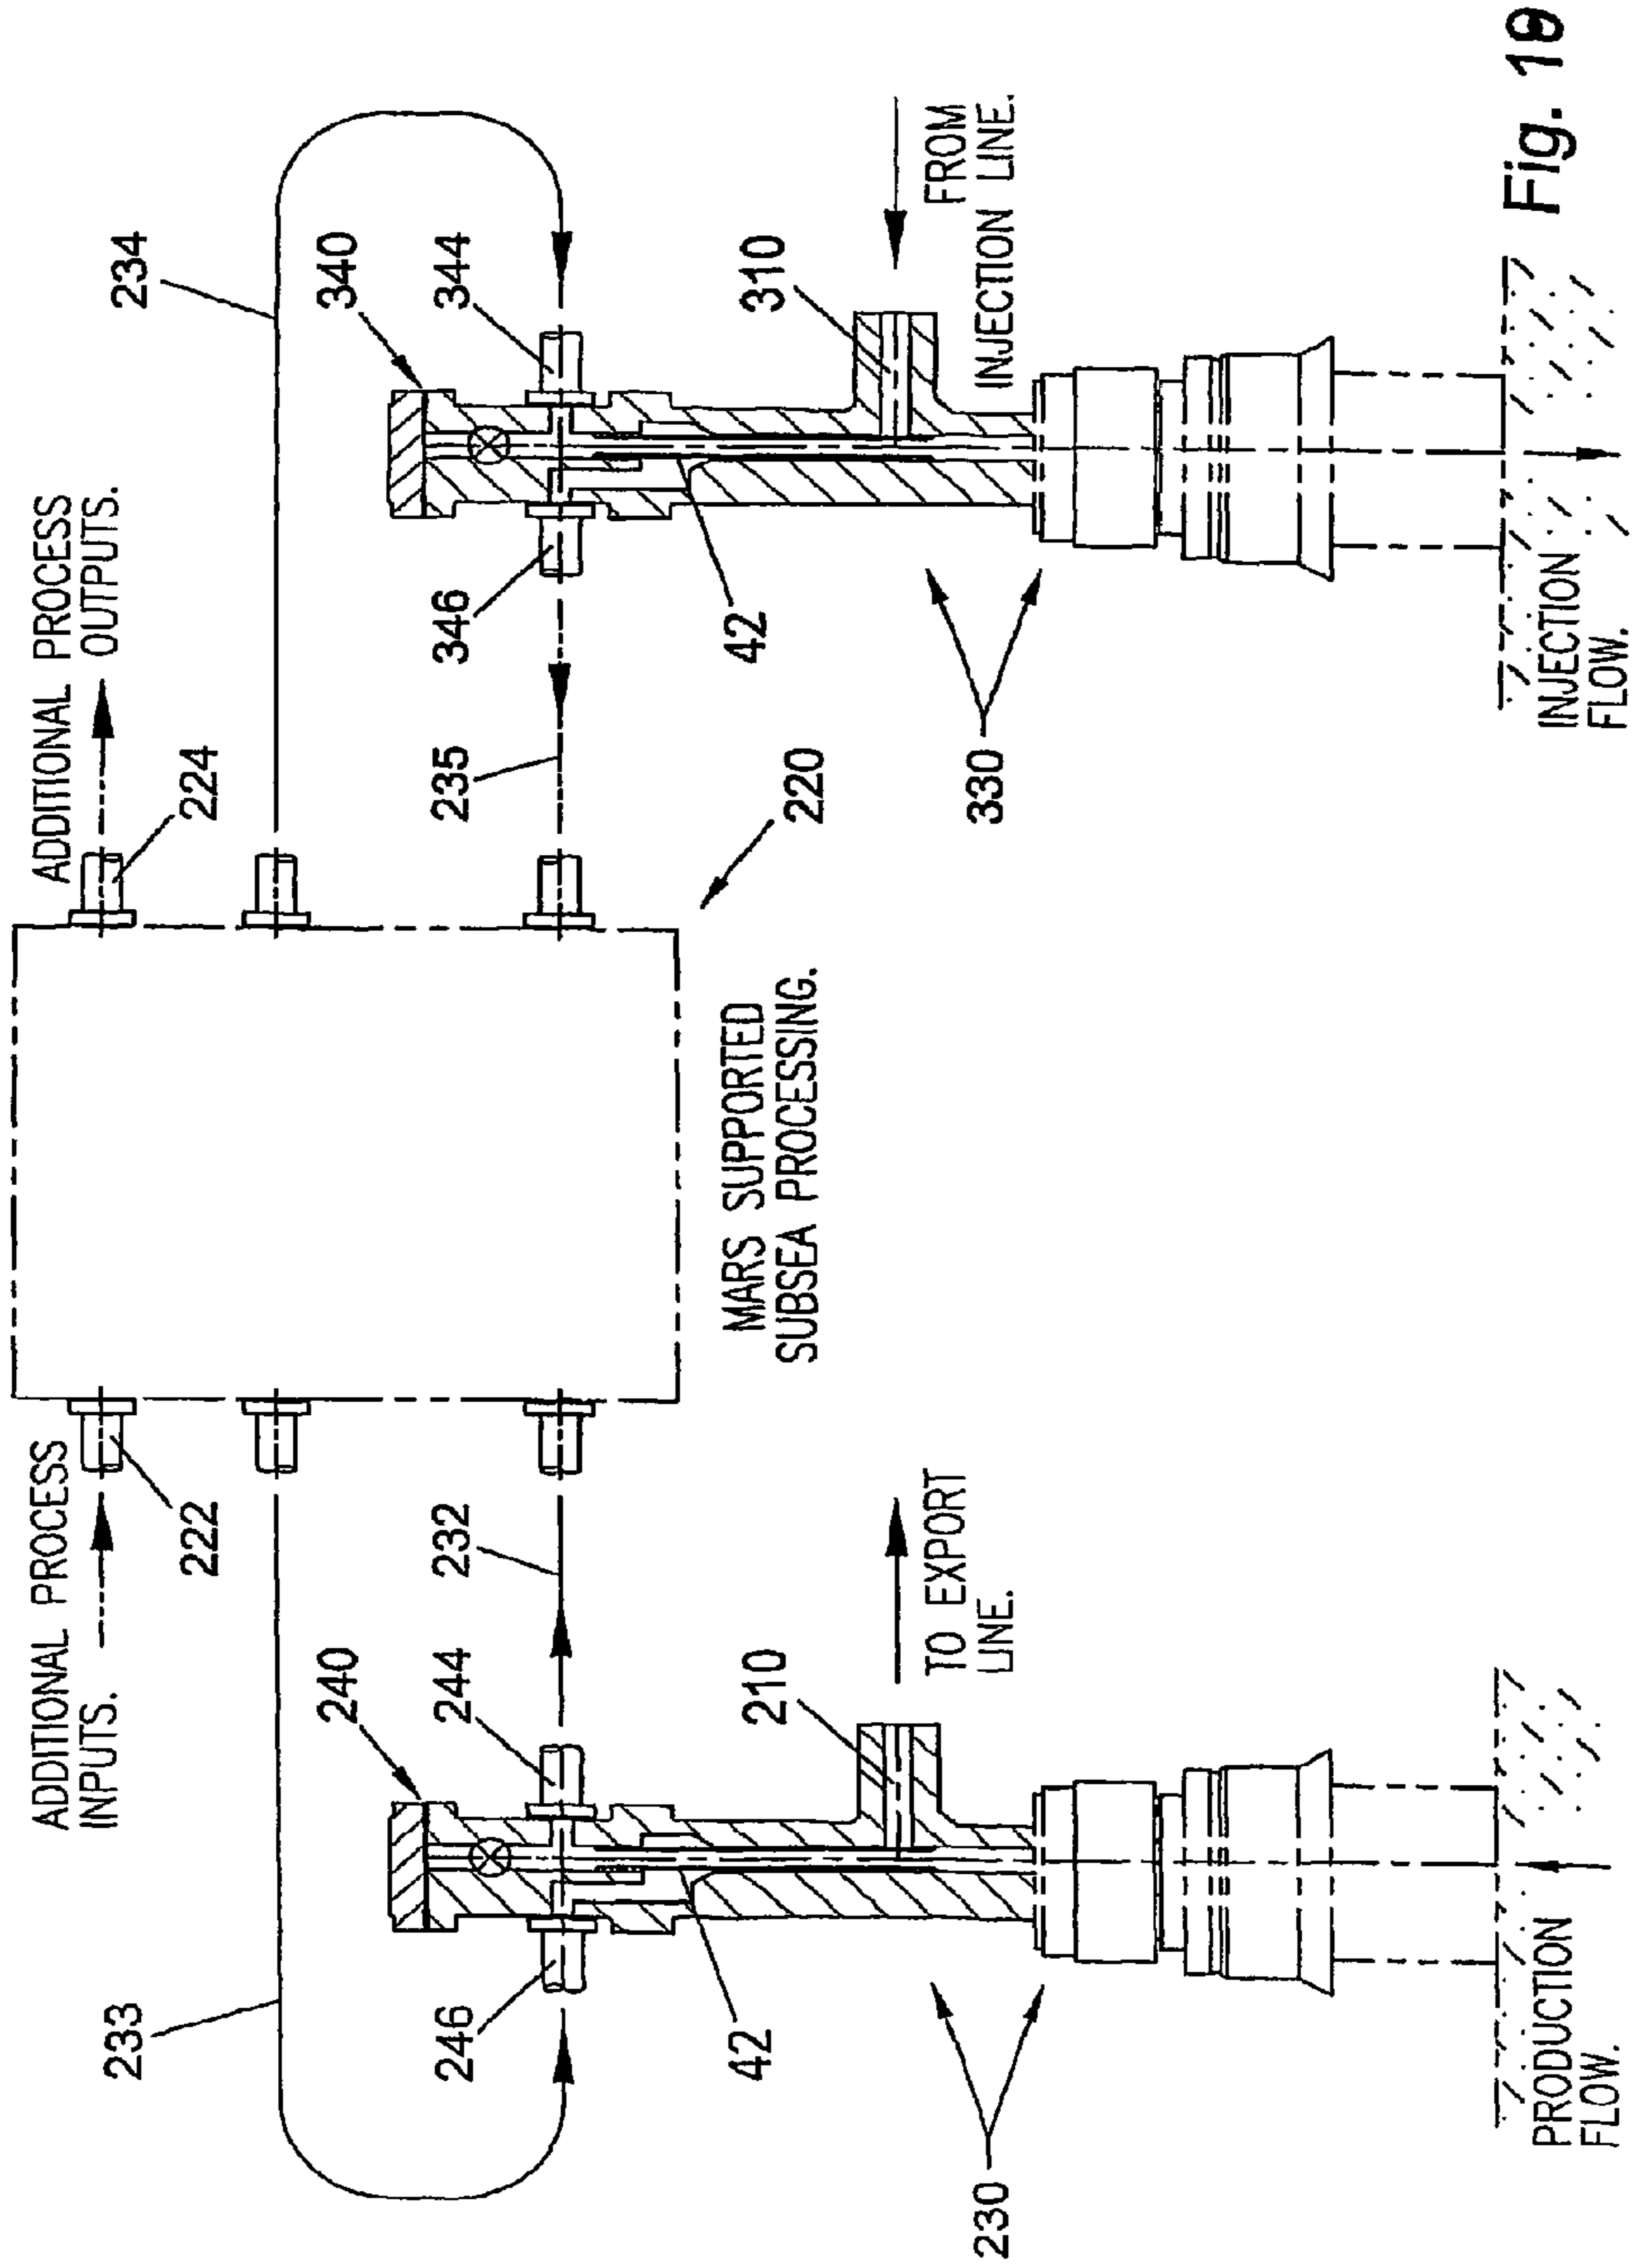 ADDITIONAL PROCESS
INPUTS.
ADDITIONAL PROCESS
OUTPUTS.
233
222
224
234
240
340
246
244
232
235
346
344
MARS SUPPORTED
SUBSEA PROCESSING.
220
42
210
42
310
TO EXPORT
LINE.
FROM
INJECTION LINE.
230
330
PRODUCTION
FLOW.
INJECTION
FLOW.
Fig. 19